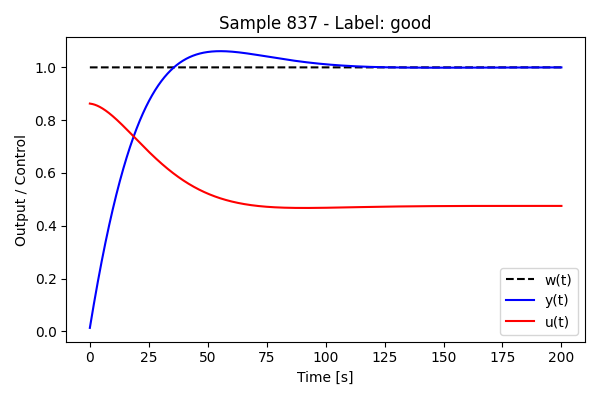 Sample 837 - Label: good
Output / Control
1.0
0.8
0.6
0.4
0.2
0.0
w(t)
y(t)
u(t)
0 25 50 75 100 125 150 175 200
Time [s]